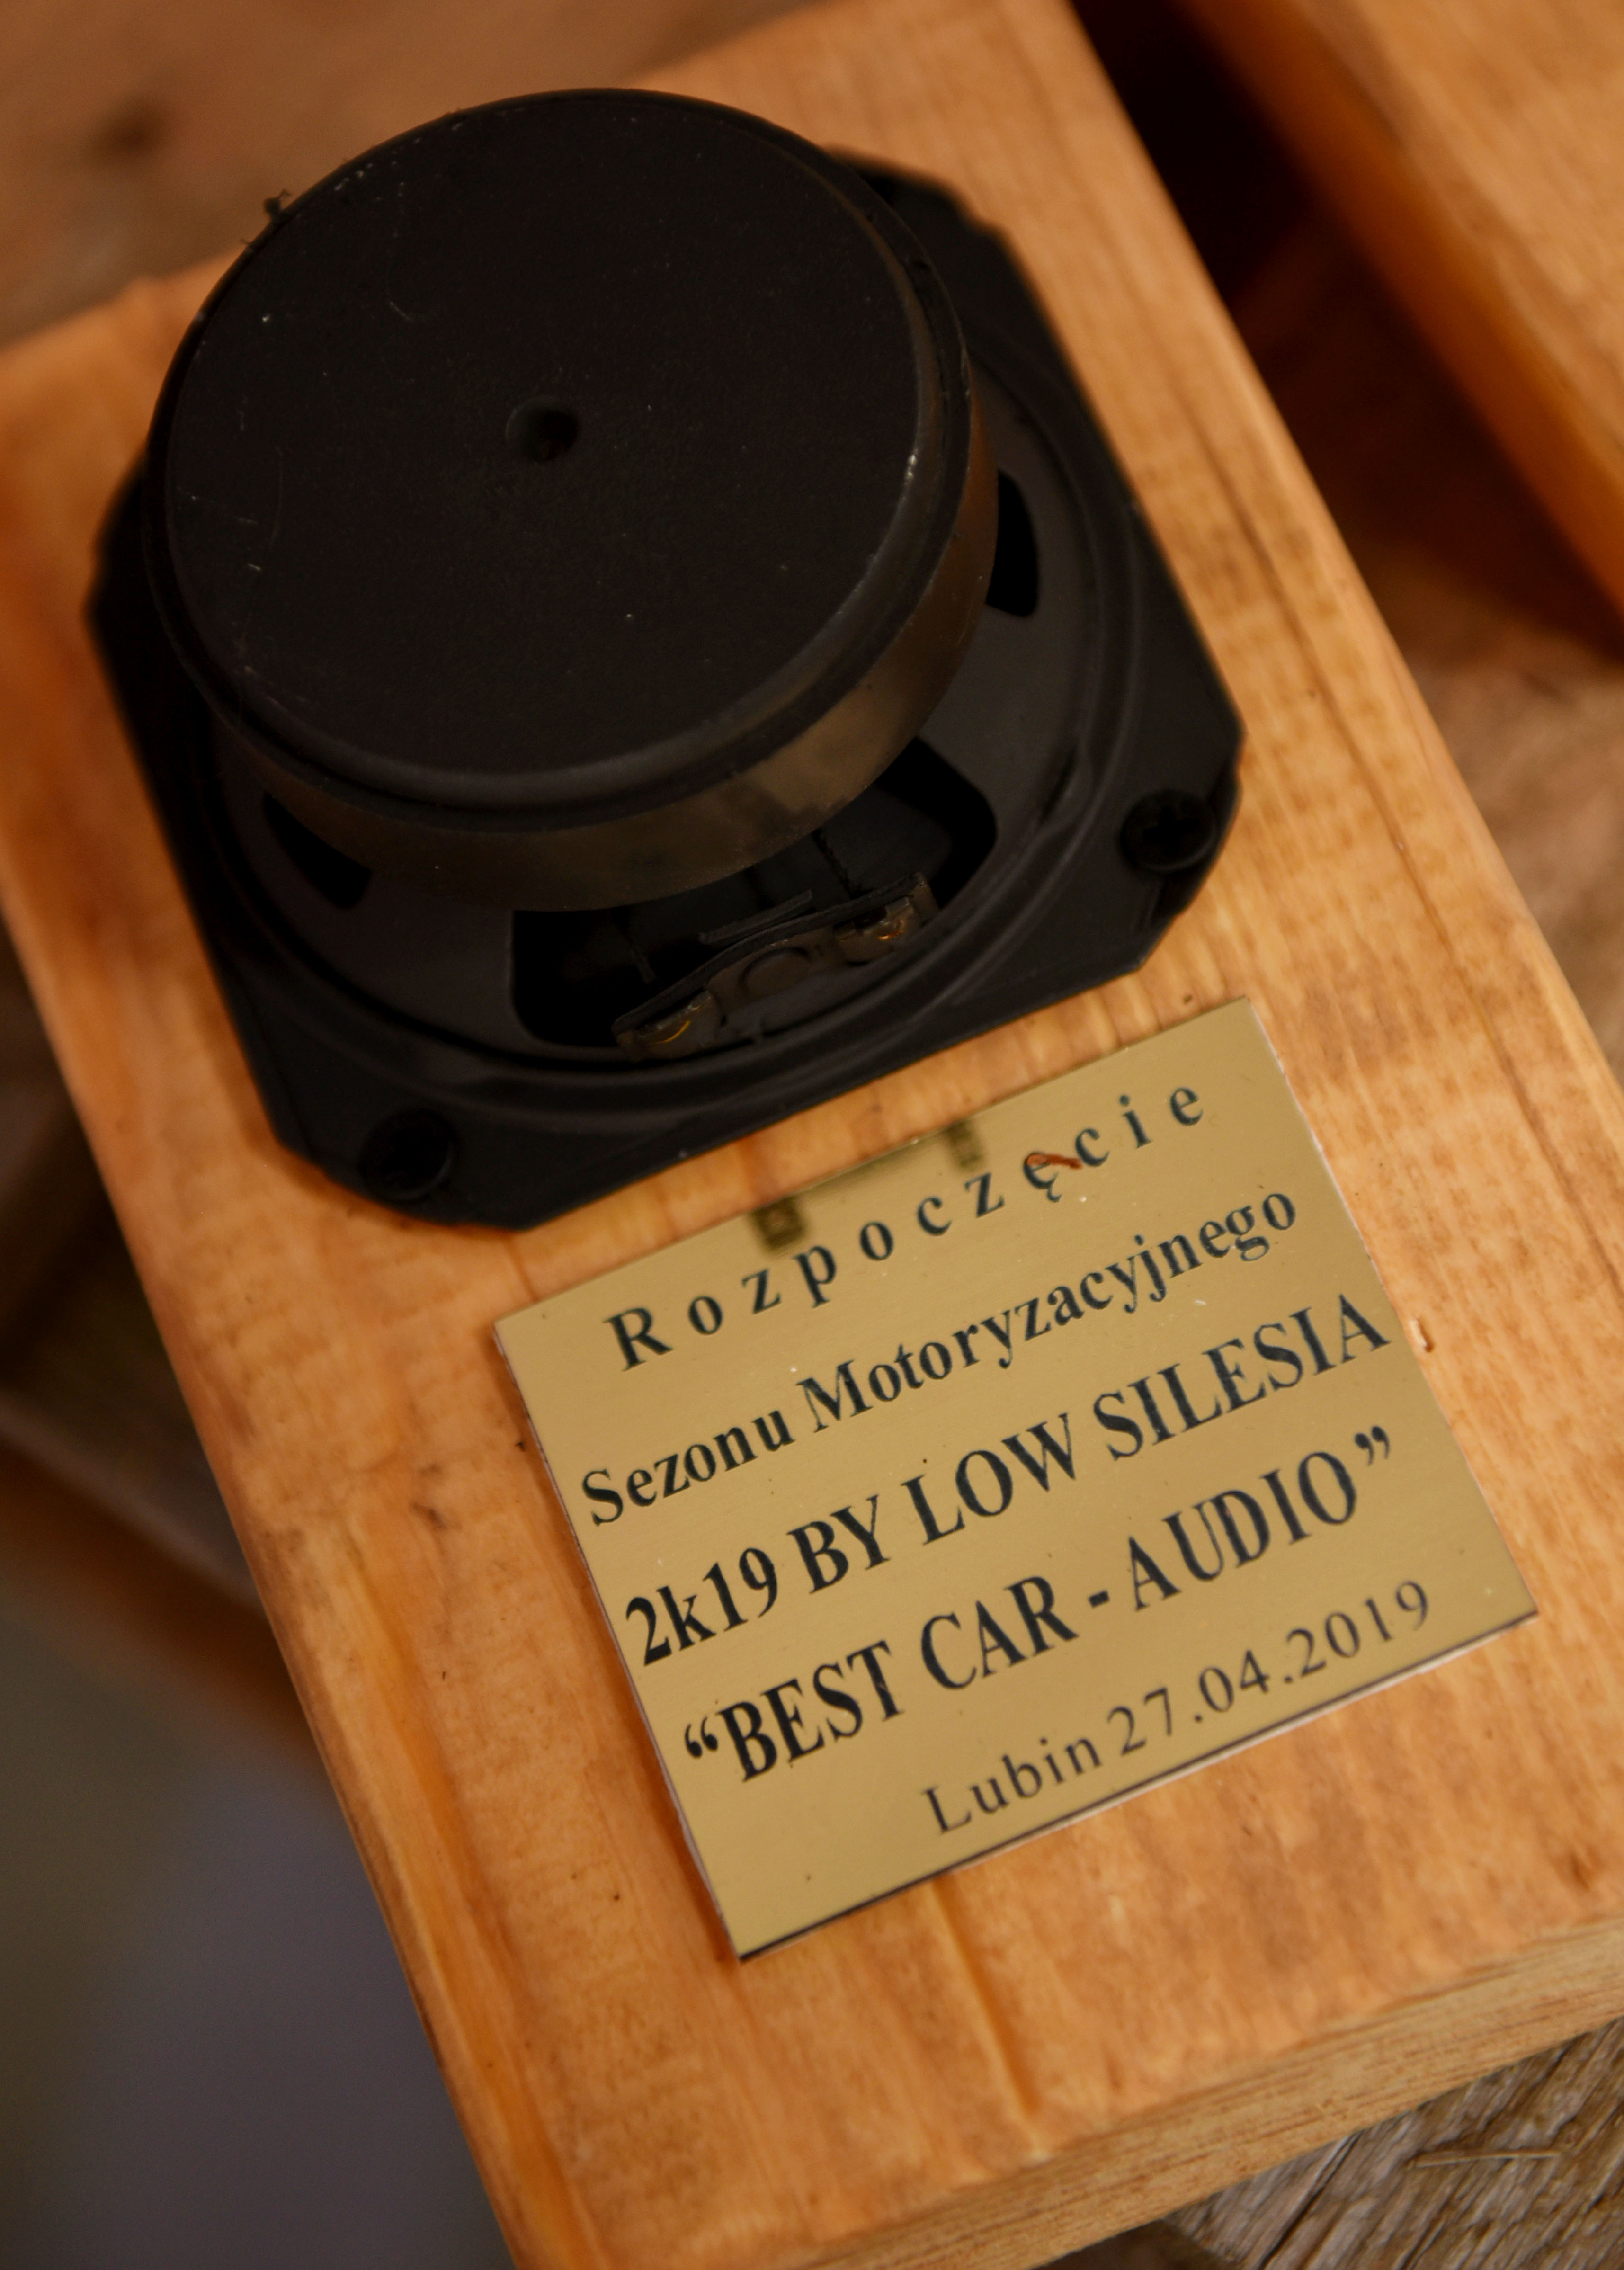 Rozpoczęcie
Sezonu Motoryzacyjnego
2k19 BY LOW SILESIA
“BEST CAR - AUDIO”
Lubin 27.04.2019